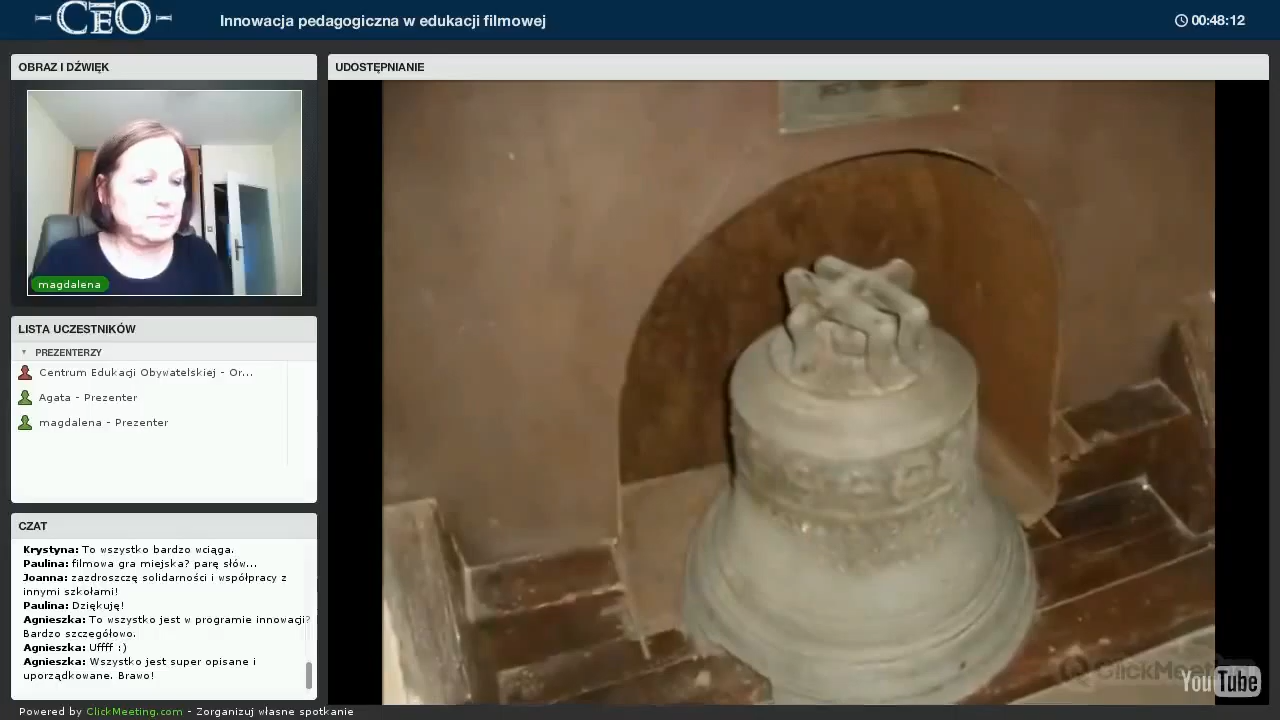 CEO
Innowacja pedagogiczna w edukacji filmowej
00:48:12
OBRAZ I DŹWIĘK
magdalena
LISTA UCZESTNIKÓW
PREZENTERZY
Centrum Edukacji Obywatelskiej - Or...
Agata - Prezenter
magdalena - Prezenter
CZAT
Krystyna: To wszystko bardzo wciąga.
Paulina: filmowa gra miejska? parę słów...
Joanna: zazdroszczę solidarności i współpracy z
innymi szkołami!
Paulina: Dziękuję!
Agnieszka: To wszystko jest w programie innowacji?
Bardzo szczegółowo.
Agnieszka: Uffff :)
Agnieszka: Wszystko jest super opisane i
uporządkowane. Brawo!
UDOSTĘPNIANIE
ClickMeeting
YouTube
Powered by ClickMeeting.com - Zorganizuj własne spotkanie